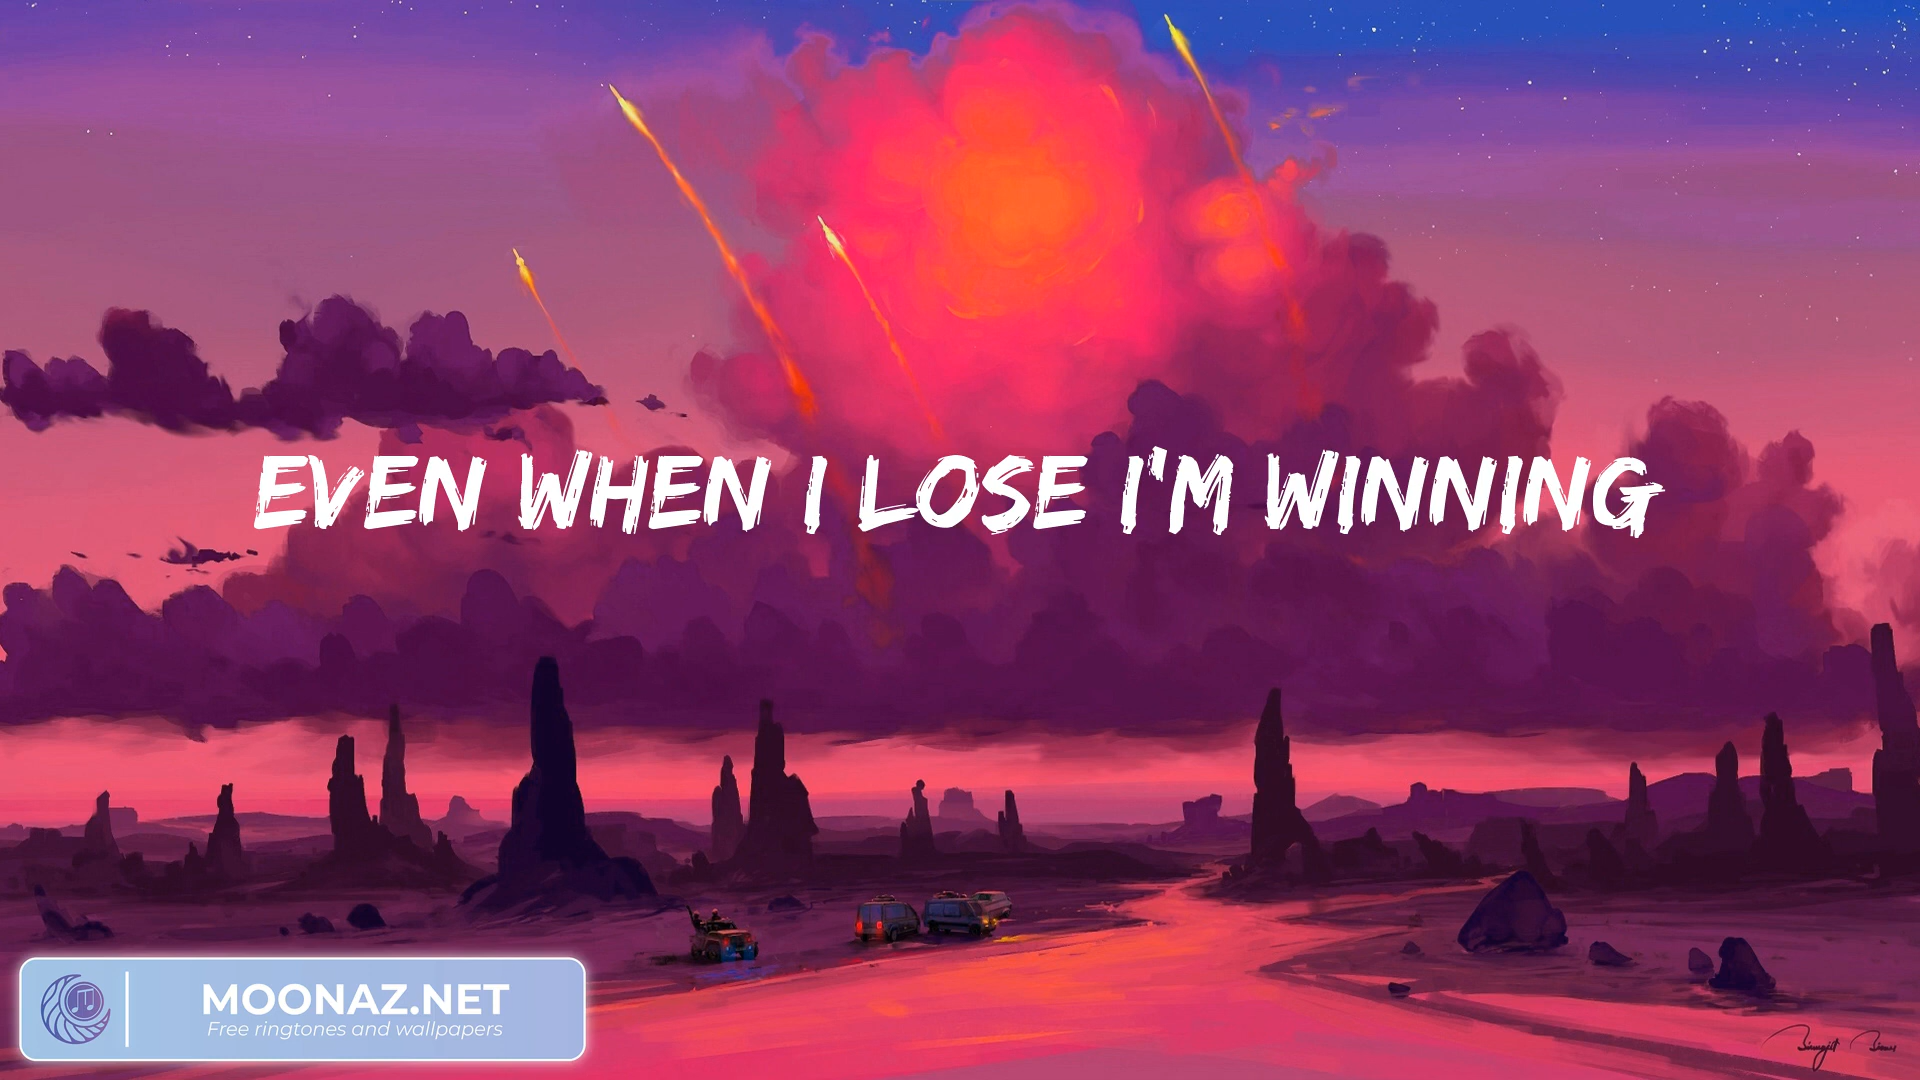 EVEN WHEN I LOSE I'M WINNING
MOONAZ.NET
Free ringtones and wallpapers